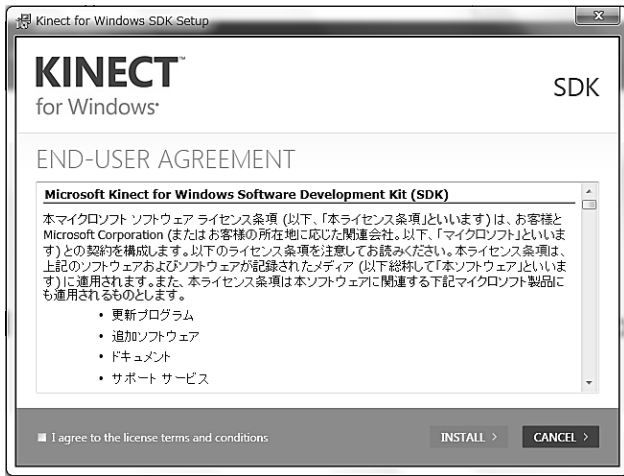 Kinect for Windows SDK Setup
KINECT™
for Windows®
SDK
END-USER AGREEMENT
Microsoft Kinect for Windows Software Development Kit (SDK)
本マイクロソフト ソフトウェア ライセンス条項 (以下、「本ライセンス条項」といいます) は、お客様と
Microsoft Corporation (またはお客様の所在地に応じた関連会社。以下、「マイクロソフト」といいま
す) との契約を構成します。以下のライセンス条項を注意してお読みください。本ライセンス条項は、
上記のソフトウェアおよびソフトウェアが記録されたメディア (以下総称して「本ソフトウェア」といいま
す) に適用されます。また、本ライセンス条項は本ソフトウェアに関連する下記マイクロソフト製品に
も適用されるものとします。
• 更新プログラム
• 追加ソフトウェア
• ドキュメント
• サポート サービス
I agree to the license terms and conditions
INSTALL >
CANCEL >